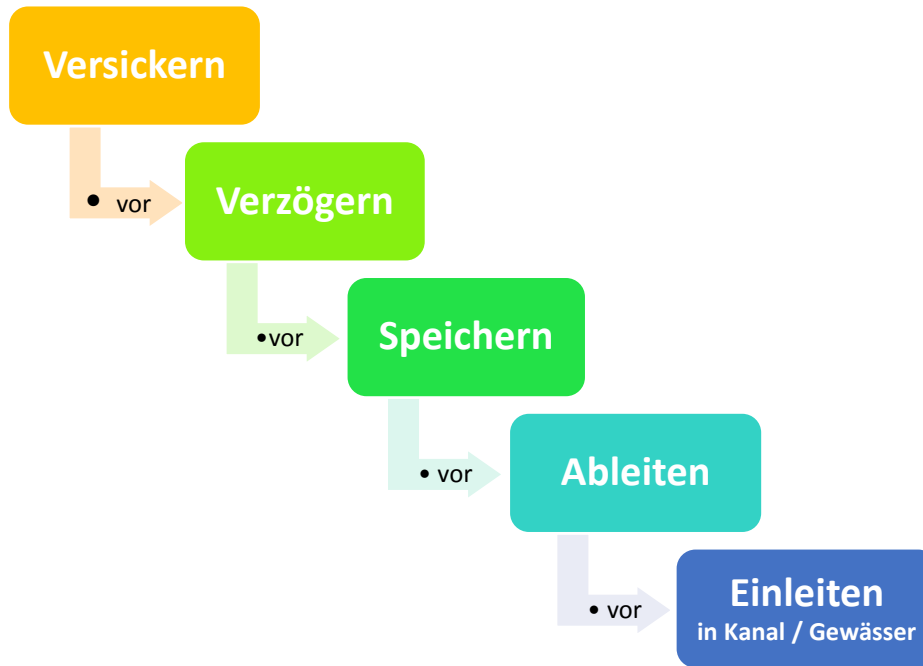 Versickern
• vor
Verzögern
•vor
Speichern
• vor
Ableiten
• vor
Einleiten
in Kanal / Gewässer